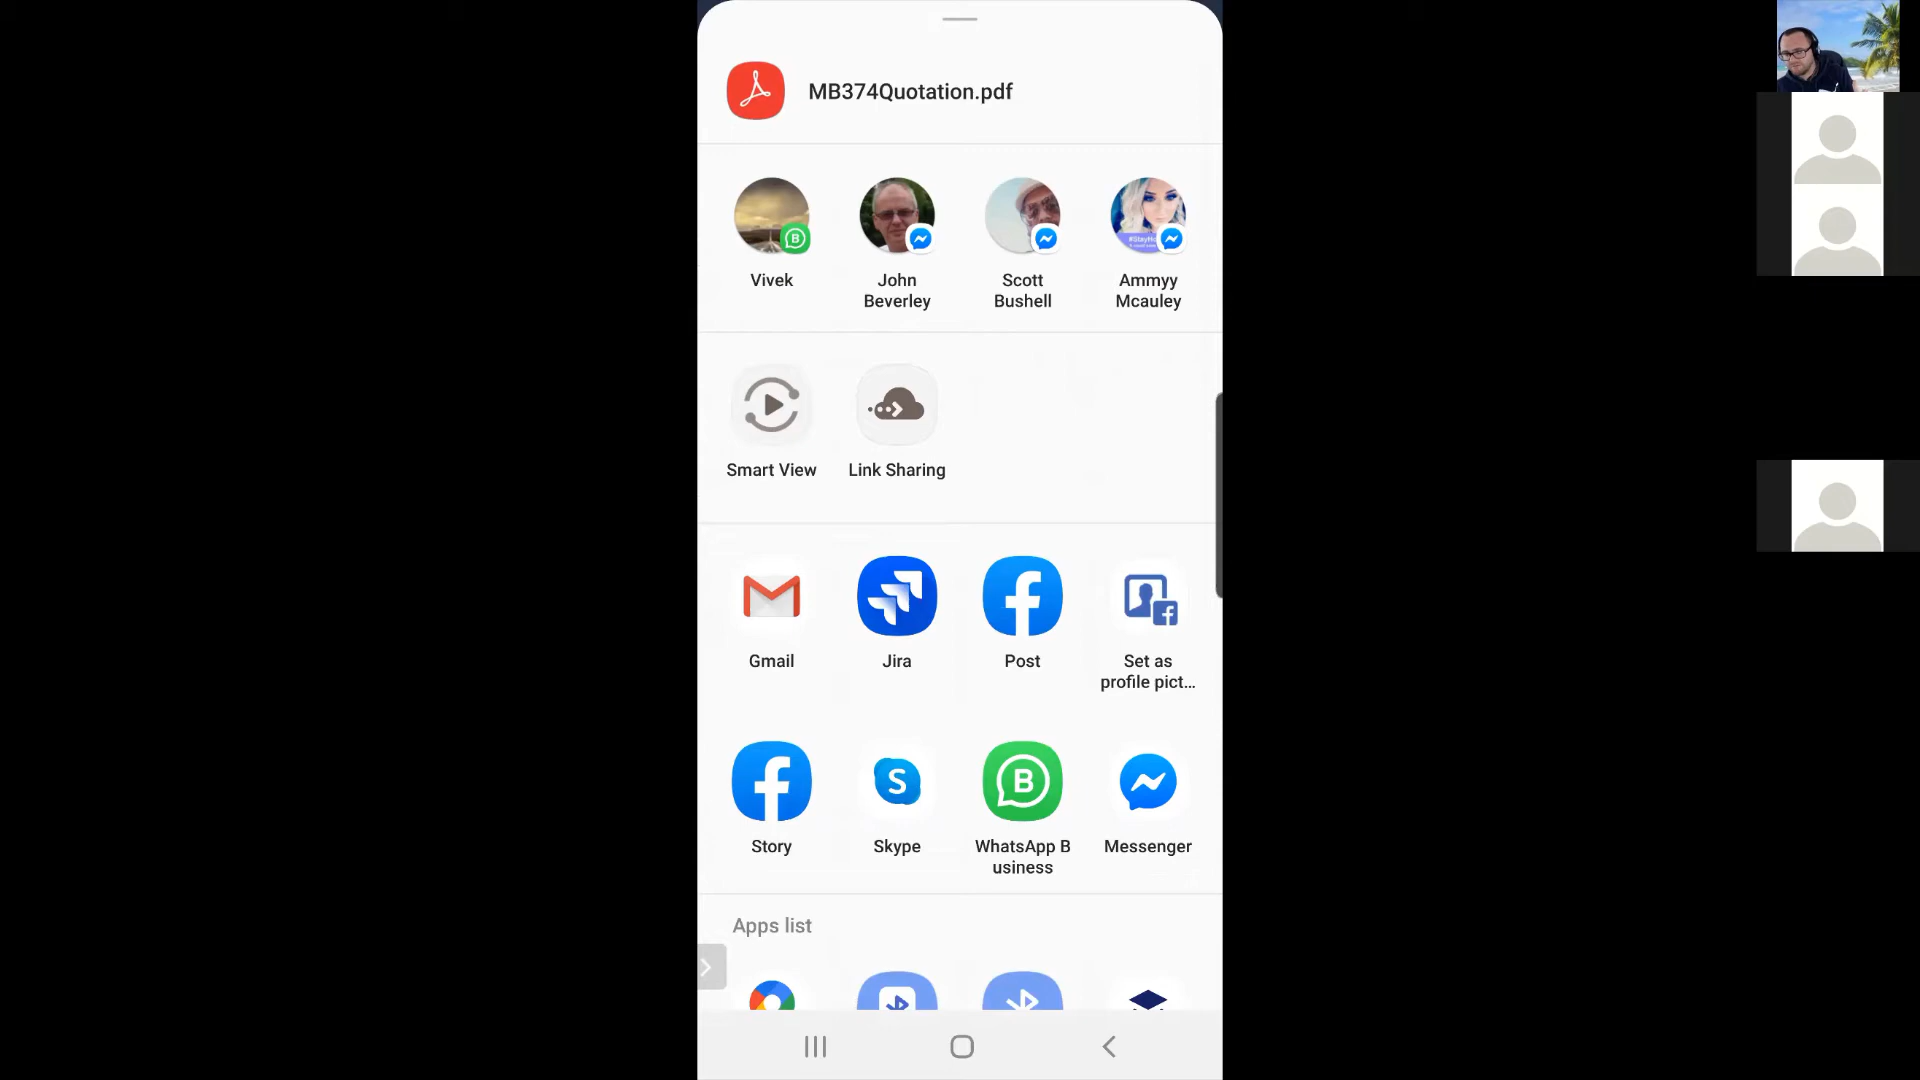 MB374Quotation.pdf
Vivek
John
Beverley
Scott
Bushell
Ammyy
Mcauley
Smart View
Link Sharing
Gmail
Jira
Post
Set as
profile pict...
Story
Skype
WhatsApp B
usiness
Messenger
Apps list